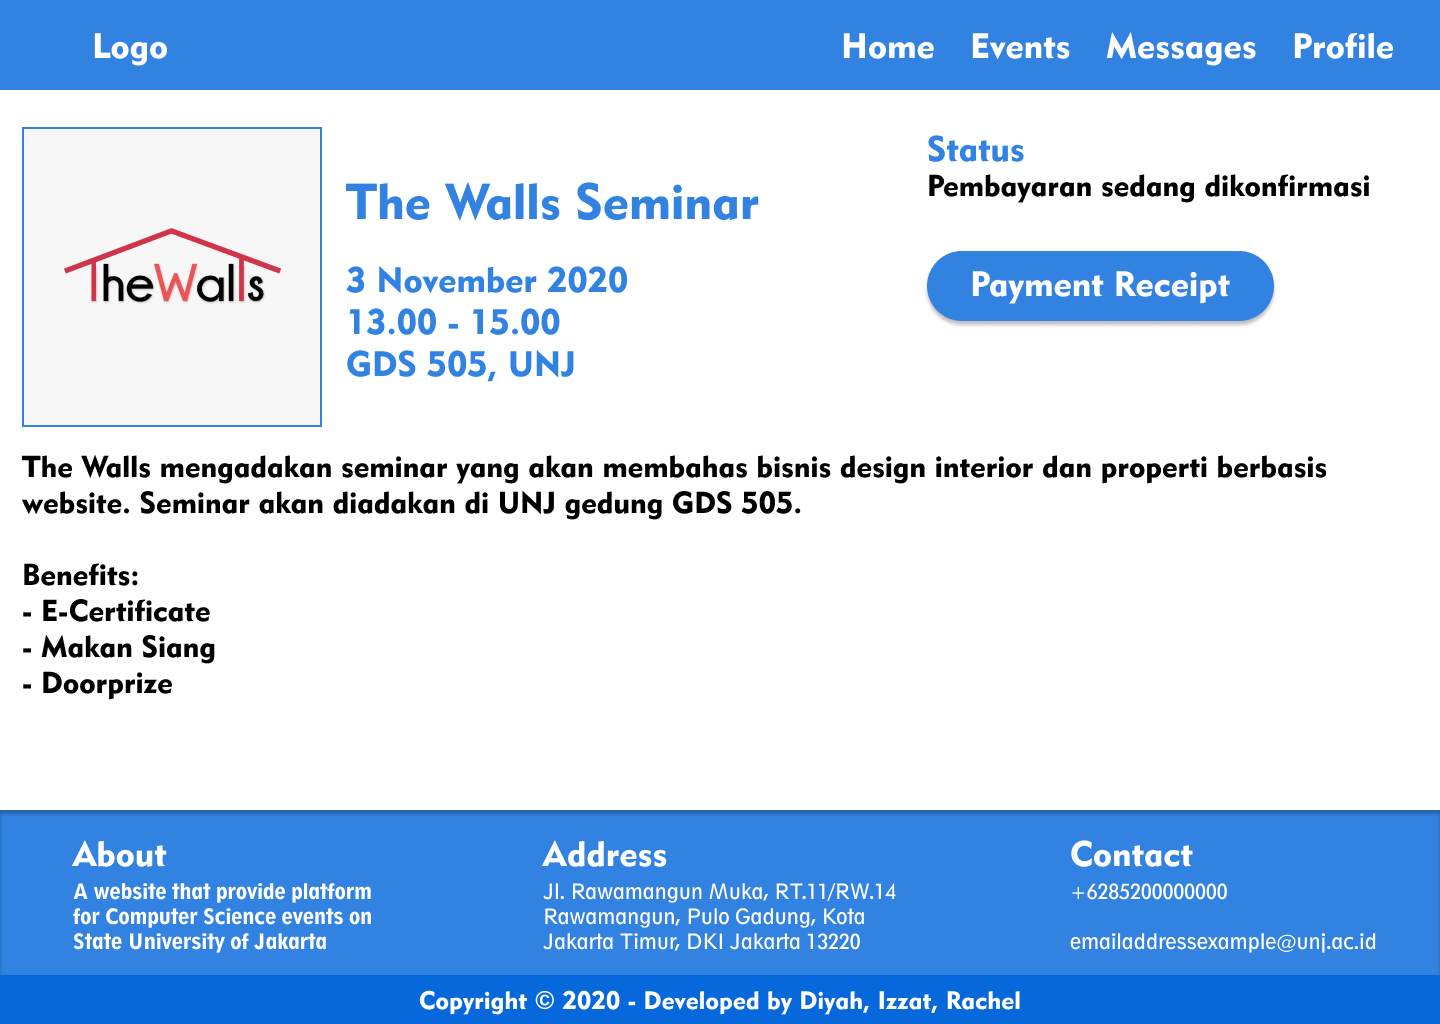 Logo
Home Events Messages Profile
TheWalls
The Walls Seminar
3 November 2020
13.00 - 15.00
GDS 505, UNJ
Status
Pembayaran sedang dikonfirmasi
Payment Receipt
The Walls mengadakan seminar yang akan membahas bisnis design interior dan properti berbasis
website. Seminar akan diadakan di UNJ gedung GDS 505.
Benefits:
- E-Certificate
- Makan Siang
- Doorprize
About
A website that provide platform
for Computer Science events on
State University of Jakarta
Address
Jl. Rawamangun Muka, RT.11/RW.14
Rawamangun, Pulo Gadung, Kota
Jakarta Timur, DKI Jakarta 13220
Contact
+6285200000000
emailaddressexample@unj.ac.id
Copyright © 2020 - Developed by Diyah, Izzat, Rachel